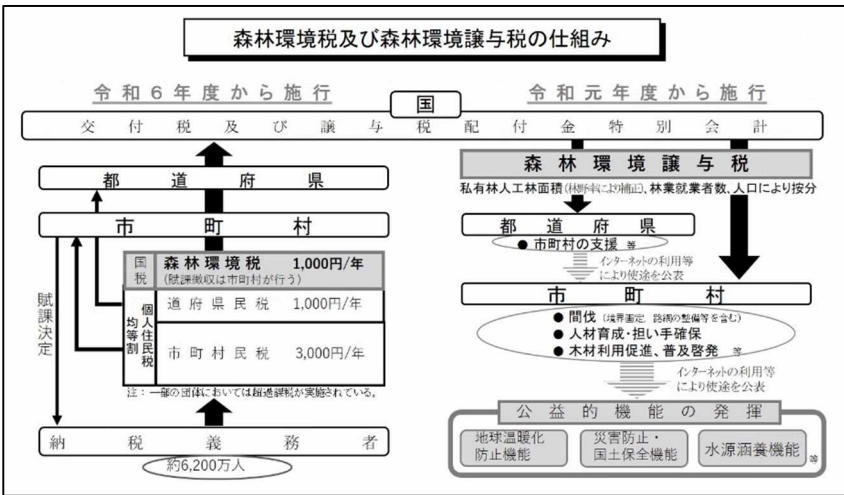 森林環境税及び森林環境譲与税の仕組み
令和6年度から施行
国
令和元年度から施行
交付税及び譲与税配付金特別会計
都道府県
市町村
国税
森林環境税 1,000円/年
(賦課徴収は市町村が行う)
個人住民税均等割
道府県民税 1,000円/年
市町村民税 3,000円/年
注：一部の団体においては超過課税が実施されている。
賦課決定
納税義務者
約6,200万人
森林環境譲与税
私有林人工林面積(林野率により補正)、林業就業者数、人口により按分
都道府県
● 市町村の支援 等
インターネットの利用等
により使途を公表
市町村
● 間伐(境界画定、路網の整備等を含む)
● 人材育成・担い手確保
● 木材利用促進、普及啓発 等
インターネットの利用等
により使途を公表
公益的機能の発揮
地球温暖化
防止機能
災害防止・
国土保全機能
水源涵養機能 等